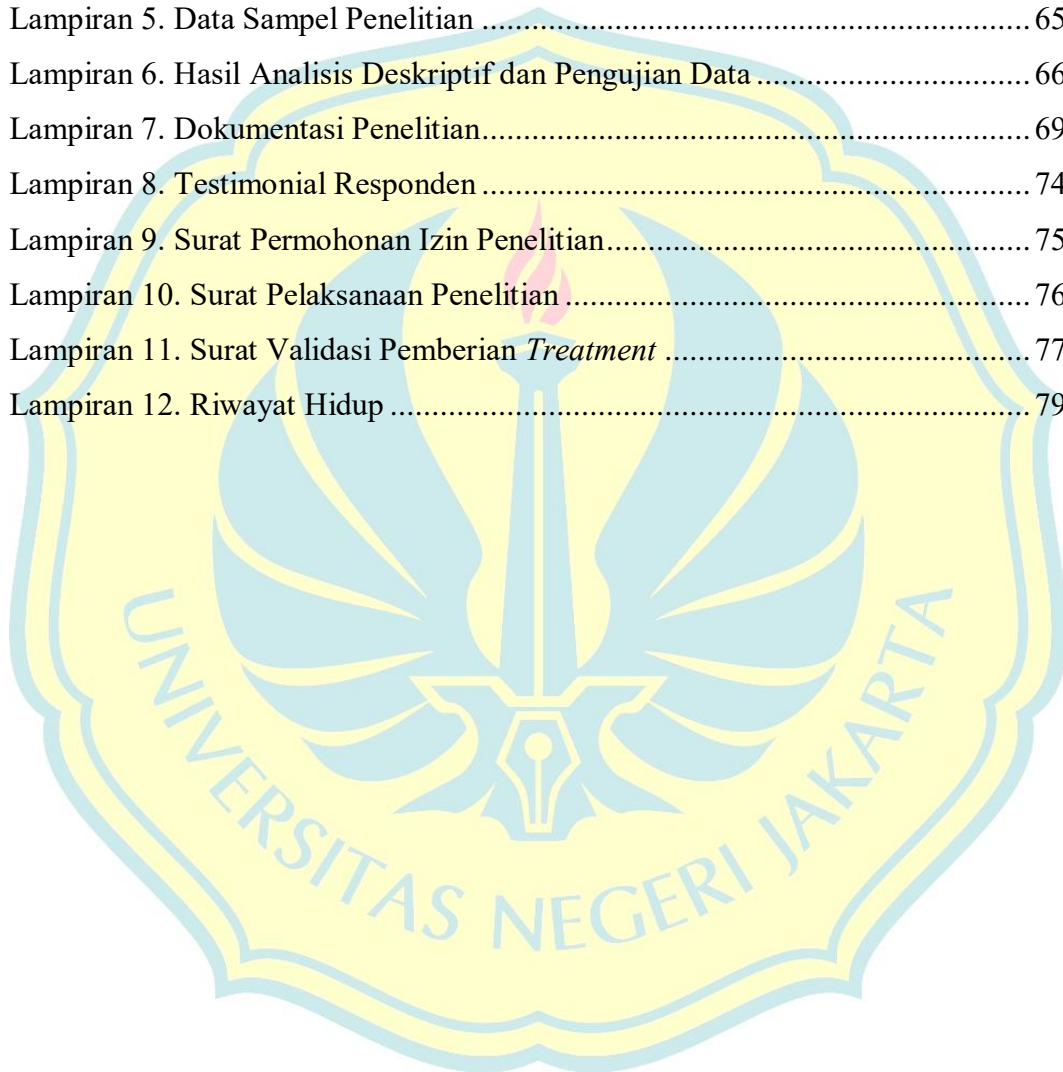 Lampiran 5. Data Sampel Penelitian ........................................................................... 65
Lampiran 6. Hasil Analisis Deskriptif dan Pengujian Data ........................... 66
Lampiran 7. Dokumentasi Penelitian........................................................................... 69
Lampiran 8. Testimonial Responden ........................................................................... 74
Lampiran 9. Surat Permohonan Izin Penelitian........................................................ 75
Lampiran 10. Surat Pelaksanaan Penelitian ............................................................. 76
Lampiran 11. Surat Validasi Pemberian Treatment ................................................ 77
Lampiran 12. Riwayat Hidup ........................................................................................ 79
UNIVERSITAS NEGERI JAKARTA